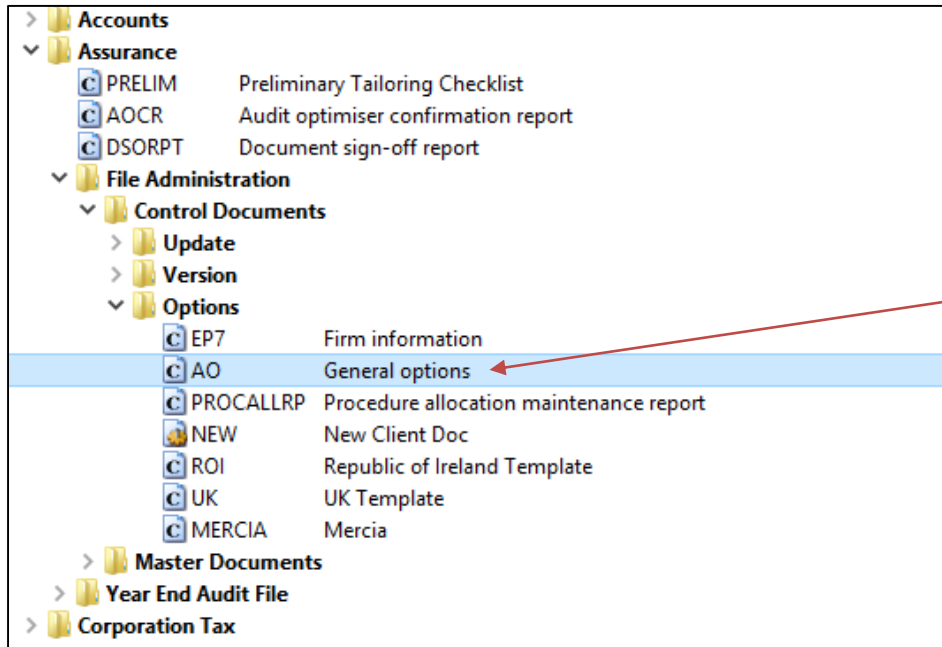 Accounts
Assurance
PRELIM Preliminary Tailoring Checklist
AOCR Audit optimiser confirmation report
DSORPT Document sign-off report
File Administration
Control Documents
Update
Version
Options
EP7 Firm information
AO General options
PROCALLRP Procedure allocation maintenance report
NEW New Client Doc
ROI Republic of Ireland Template
UK UK Template
MERCIA Mercia
Master Documents
Year End Audit File
Corporation Tax